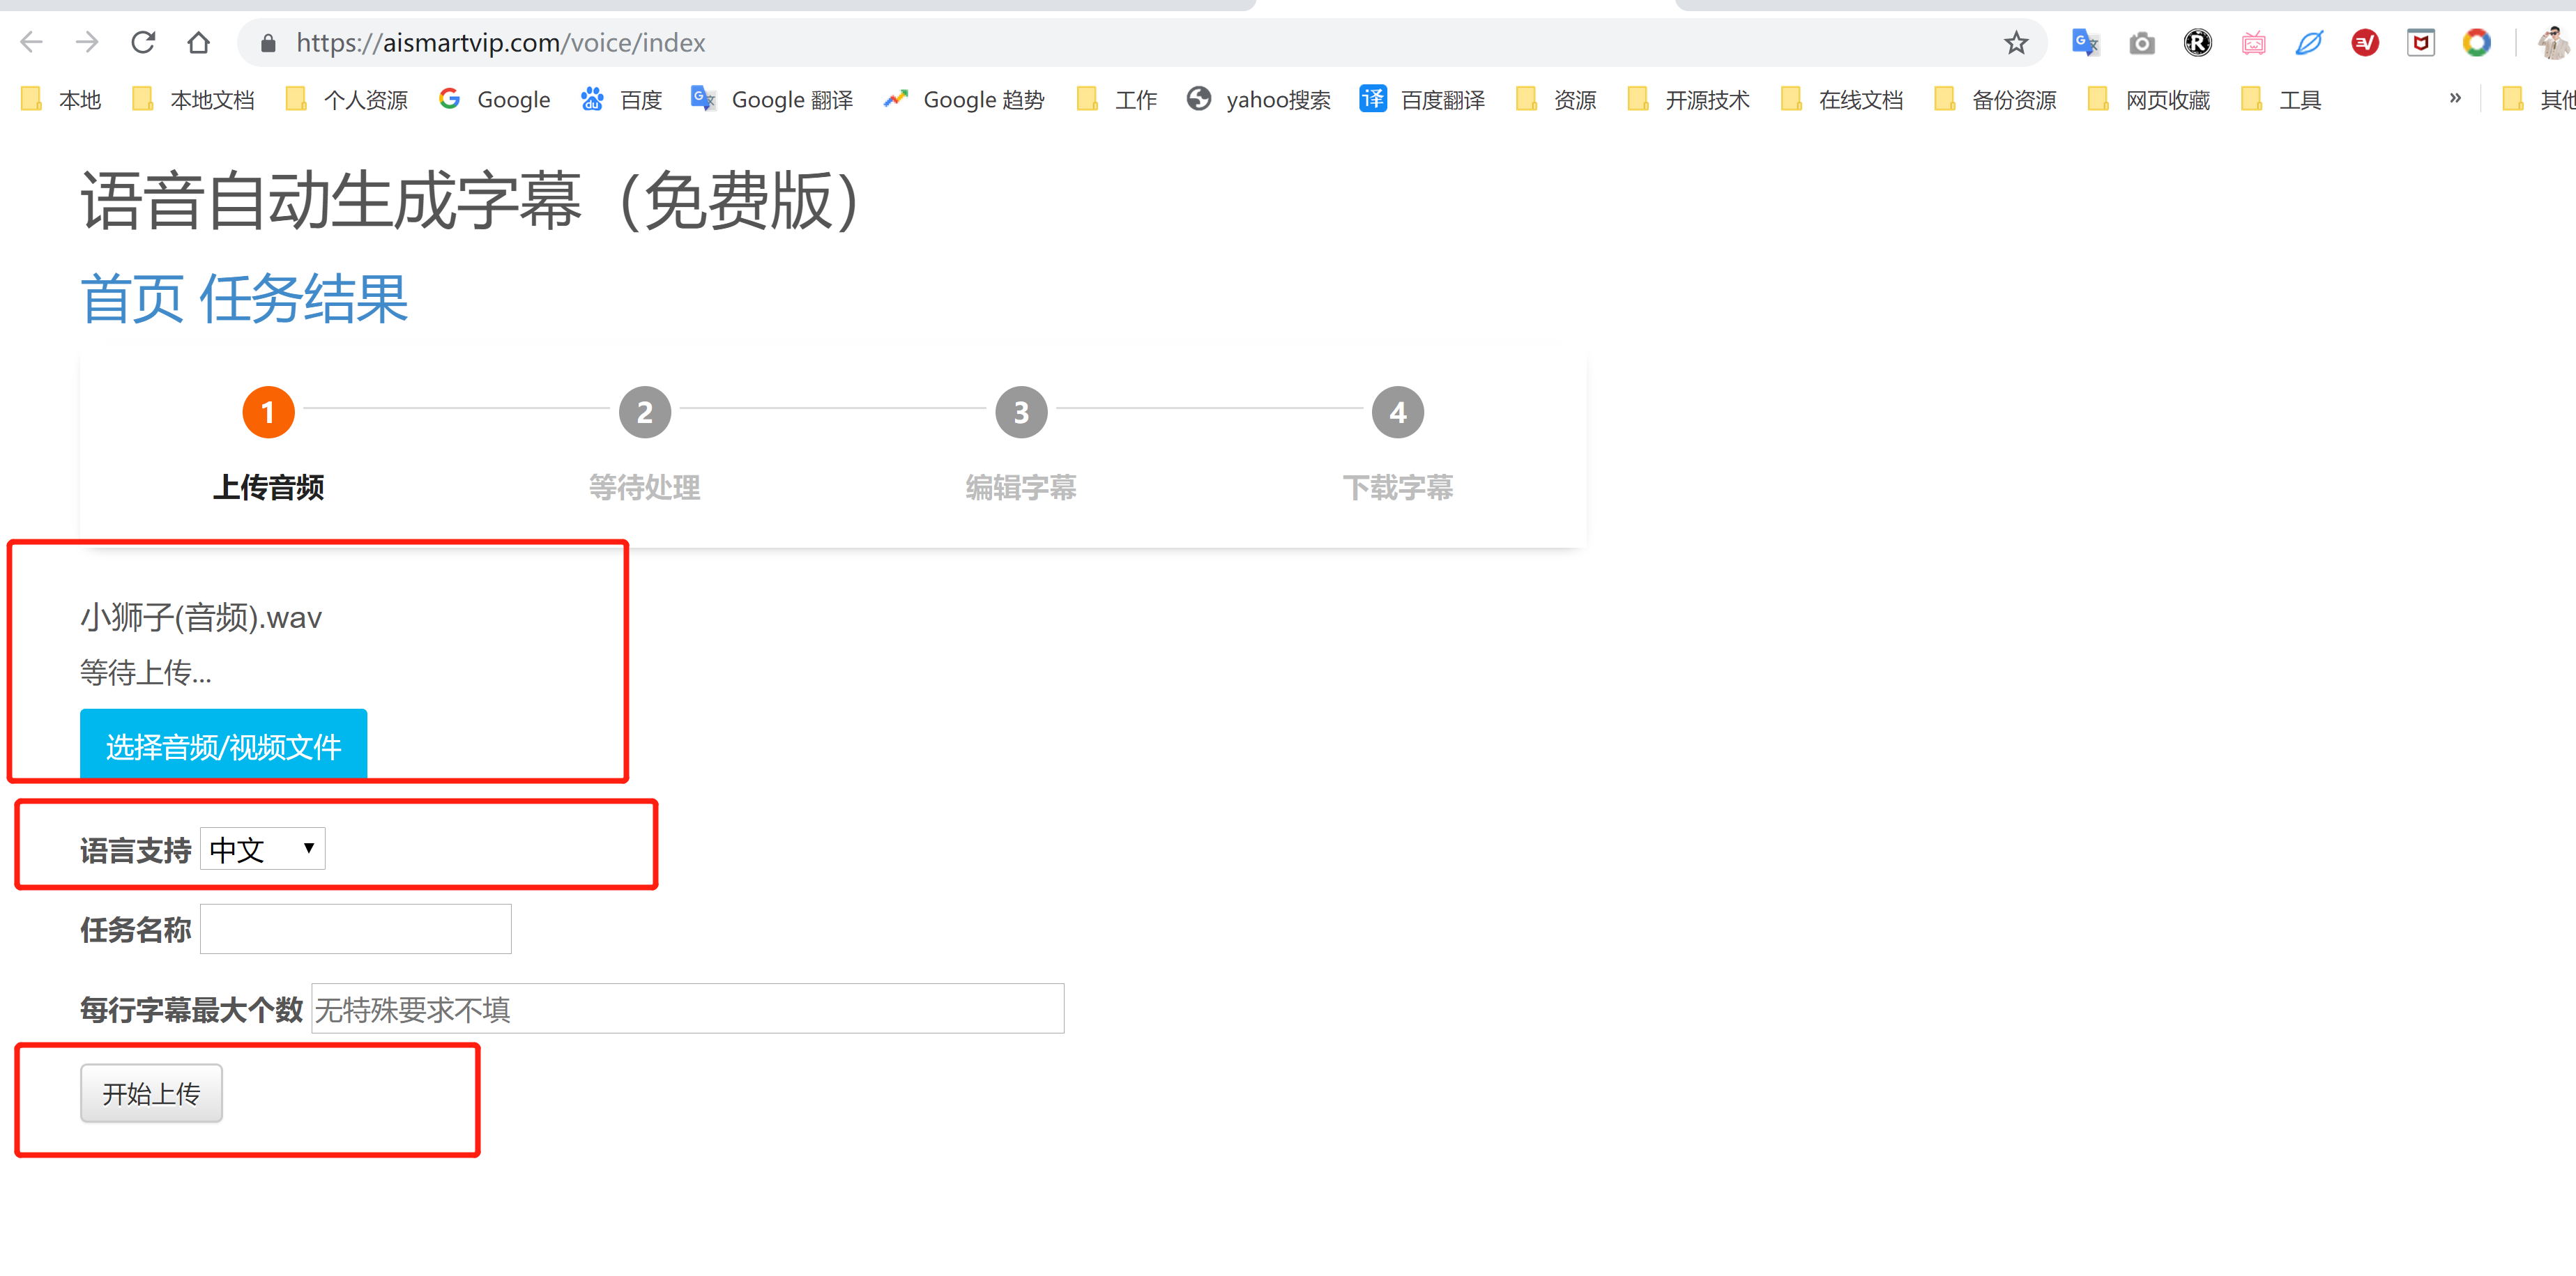 https://aismartvip.com/voice/index
本地 本地文档 个人资源 Google 百度 Google 翻译 Google 趋势 工作 yahoo搜索 百度翻译 资源 开源技术 在线文档 备份资源 网页收藏 工具 » 其他
语音自动生成字幕（免费版）
首页 任务结果
1 2 3 4
上传音频 等待处理 编辑字幕 下载字幕
小狮子(音频).wav
等待上传...
选择音频/视频文件
语言支持 中文
任务名称
每行字幕最大个数 无特殊要求不填
开始上传